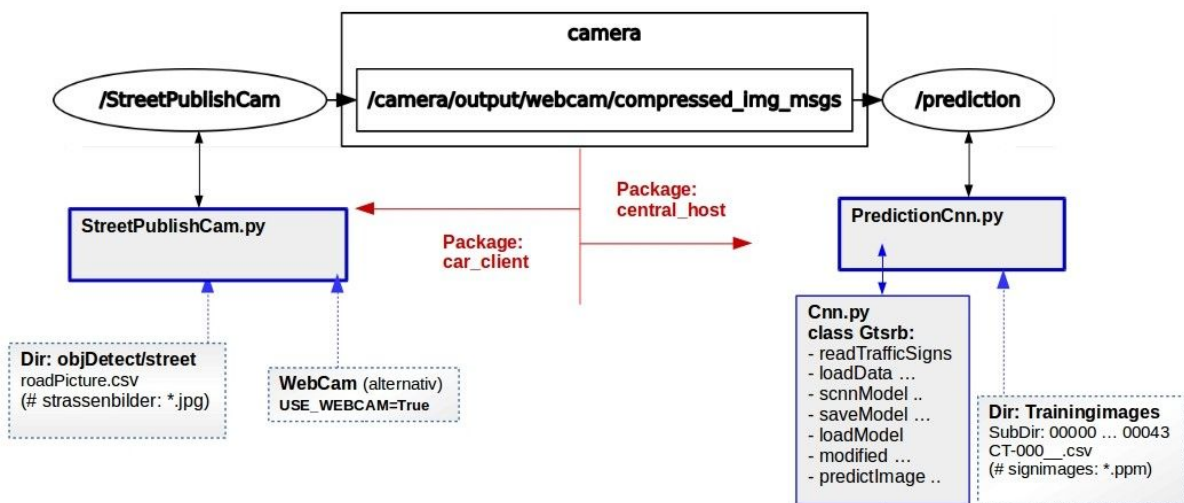 camera
/StreetPublishCam
/camera/output/webcam/compressed_img_msgs
/prediction
Package:
central_host
StreetPublishCam.py
PredictionCnn.py
Package:
car_client
Cnn.py
class Gtsrb:
- readTrafficSigns
- loadData ...
- scnnModel ..
- saveModel ...
- loadModel
- modified ...
- predictImage ..
Dir: objDetect/street
roadPicture.csv
(# strassenbilder: *.jpg)
WebCam (alternativ)
USE_WEBCAM=True
Dir: Trainingimages
SubDir: 00000 ... 00043
CT-000__.csv
(# signimages: *.ppm)